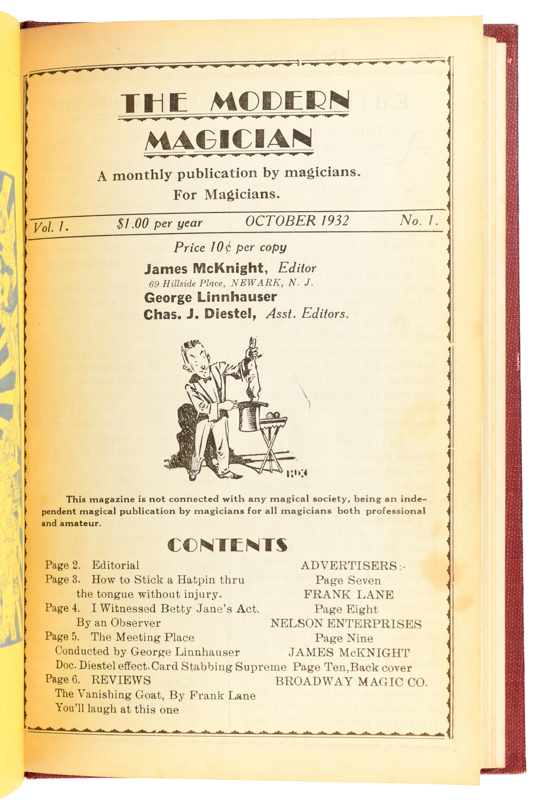 THE MODERN
MAGICIAN
A monthly publication by magicians.
For Magicians.
Vol. 1. $1.00 per year OCTOBER 1932 No. 1.
Price 10¢ per copy
James McKnight, Editor
69 Hillside Place, NEWARK, N. J.
George Linnhauser
Chas. J. Diestel, Asst. Editors.
This magazine is not connected with any magical society, being an inde-
pendent magical publication by magicians for all magicians both professional
and amateur.
CONTENTS
Page 2. Editorial
Page 3. How to Stick a Hatpin thru
the tongue without injury.
Page 4. I Witnessed Betty Jane's Act.
By an Observer
Page 5. The Meeting Place
Conducted by George Linnhauser
Doc. Diestel effect. Card Stabbing Supreme
Page 6. REVIEWS
The Vanishing Goat, By Frank Lane
You'll laugh at this one
ADVERTISERS:-
Page Seven
FRANK LANE
Page Eight
NELSON ENTERPRISES
Page Nine
JAMES McKNIGHT
Page Ten, Back cover
BROADWAY MAGIC CO.